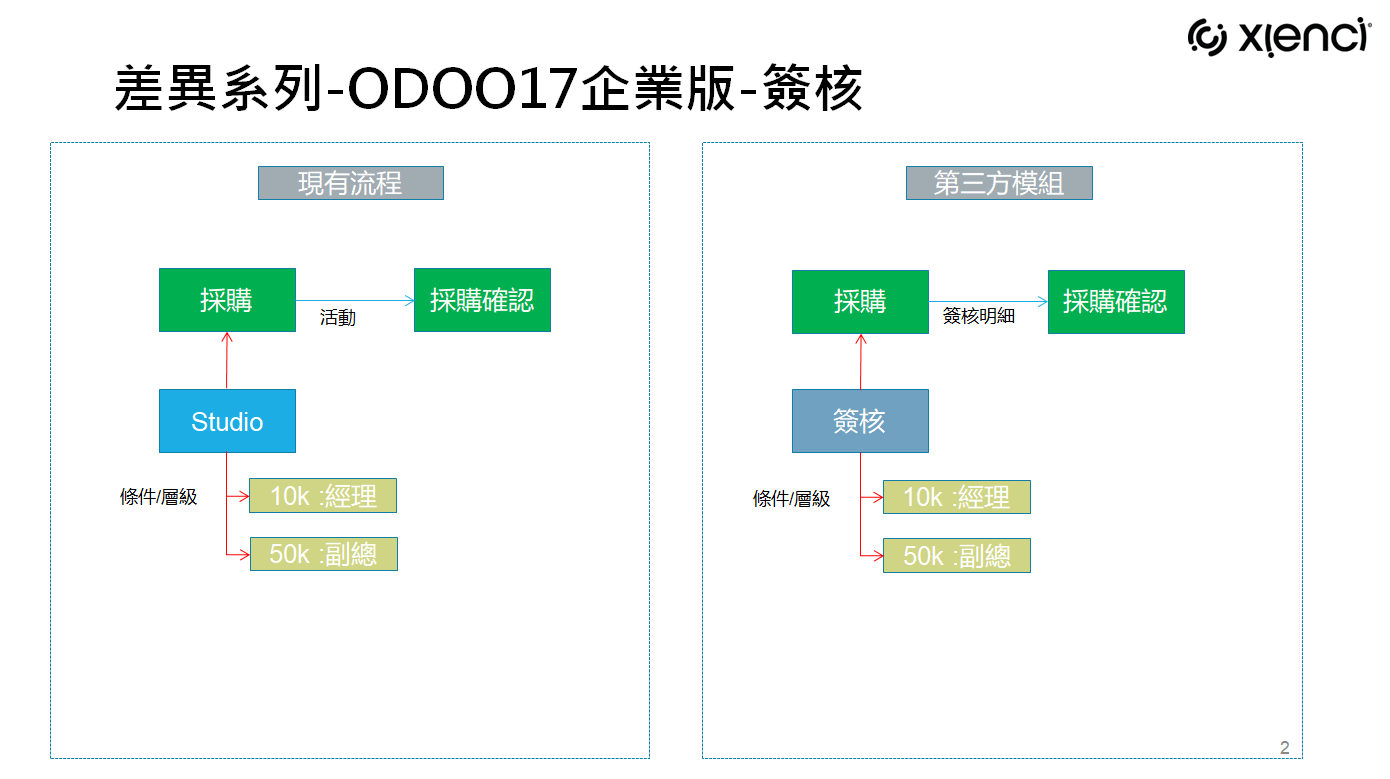 xienci
差異系列-ODOO17企業版-簽核
現有流程
採購
活動
採購確認
Studio
條件/層級
10k :經理
50k :副總
第三方模組
採購
簽核明細
採購確認
簽核
條件/層級
10k :經理
50k :副總
2